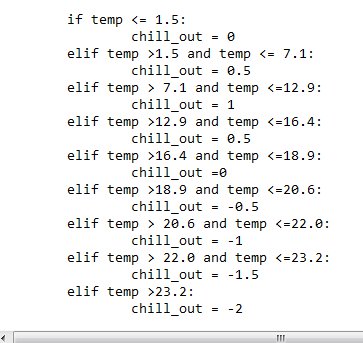 if temp <= 1.5:
chill_out = 0
elif temp >1.5 and temp <= 7.1:
chill_out = 0.5
elif temp > 7.1 and temp <=12.9:
chill_out = 1
elif temp >12.9 and temp <=16.4:
chill_out = 0.5
elif temp >16.4 and temp <=18.9:
chill_out =0
elif temp >18.9 and temp <=20.6:
chill_out = -0.5
elif temp > 20.6 and temp <=22.0:
chill_out = -1
elif temp > 22.0 and temp <=23.2:
chill_out = -1.5
elif temp >23.2:
chill_out = -2